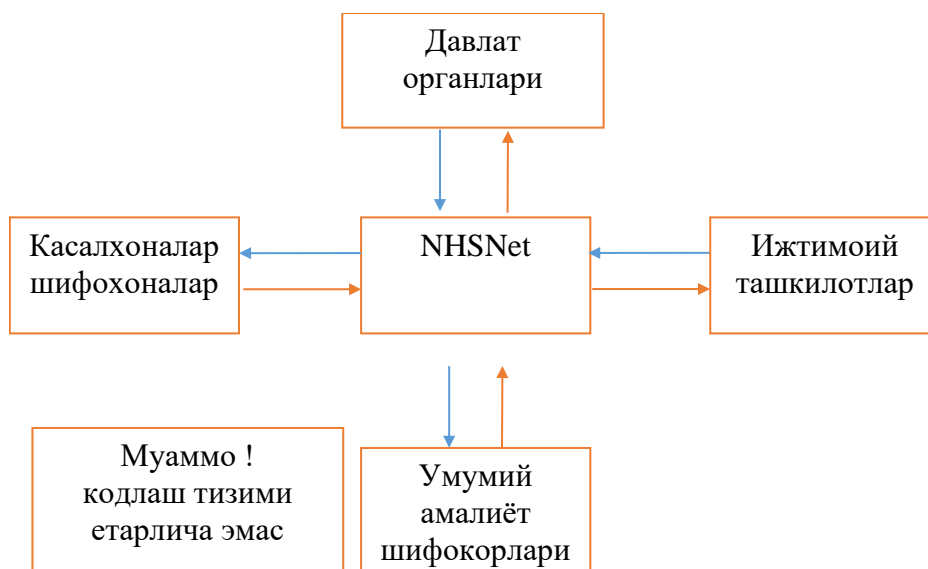 Давлат
органлари
Касалхоналар
шифохоналар
NHSNet
Ижтимоий
ташкилотлар
Муаммо !
кодлаш тизими
етарлича эмас
Умумий
амалиёт
шифокорлари